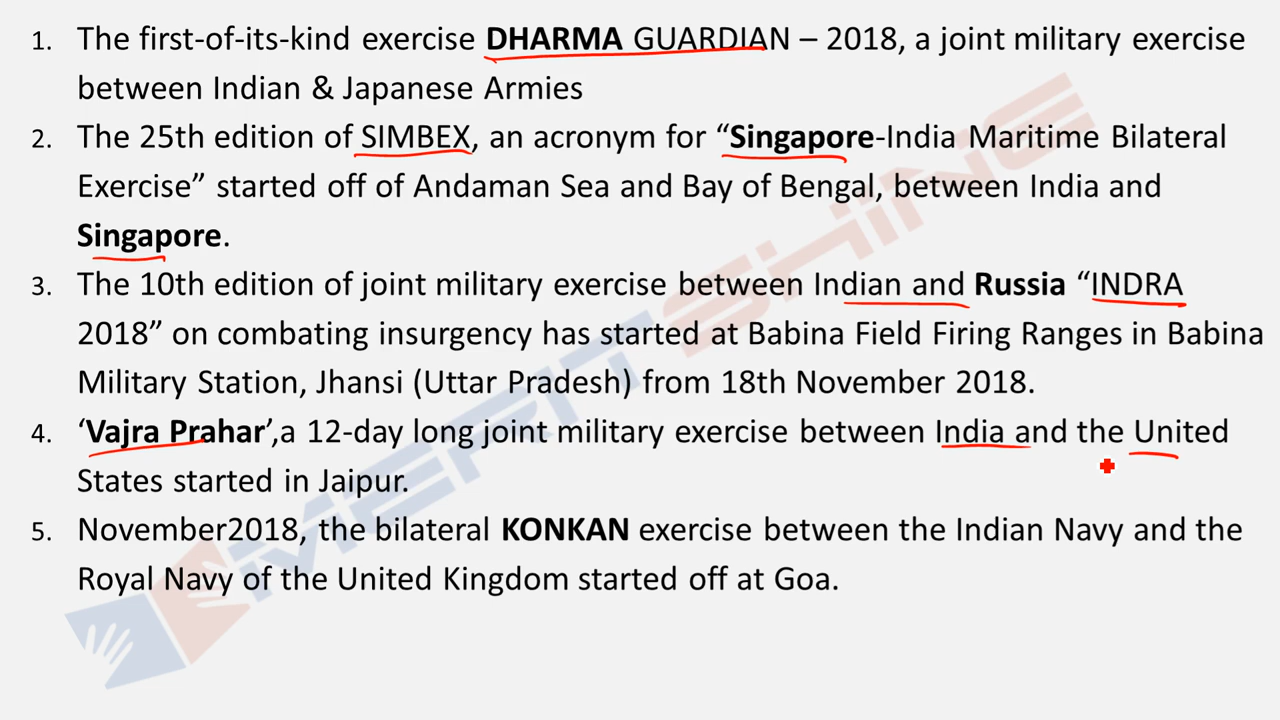 1. The first-of-its-kind exercise DHARMA GUARDIAN – 2018, a joint military exercise
between Indian & Japanese Armies
2. The 25th edition of SIMBEX, an acronym for “Singapore-India Maritime Bilateral
Exercise” started off of Andaman Sea and Bay of Bengal, between India and
Singapore.
3. The 10th edition of joint military exercise between Indian and Russia “INDRA
2018” on combating insurgency has started at Babina Field Firing Ranges in Babina
Military Station, Jhansi (Uttar Pradesh) from 18th November 2018.
4. ‘Vajra Prahar’,a 12-day long joint military exercise between India and the United
States started in Jaipur.
5. November2018, the bilateral KONKAN exercise between the Indian Navy and the
Royal Navy of the United Kingdom started off at Goa.
MERIT SHINE